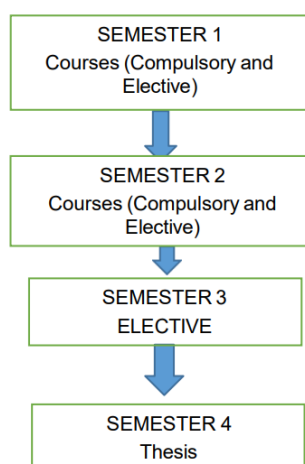 SEMESTER 1
Courses (Compulsory and
Elective)
SEMESTER 2
Courses (Compulsory and
Elective)
SEMESTER 3
ELECTIVE
SEMESTER 4
Thesis